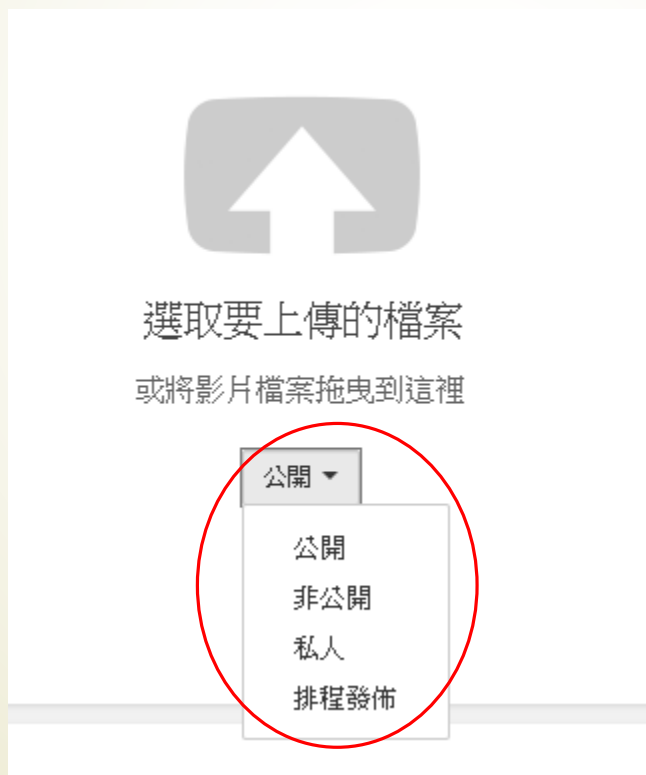 選取要上傳的檔案
或將影片檔案拖曳到這裡
公開
公開
非公開
私人
排程發佈